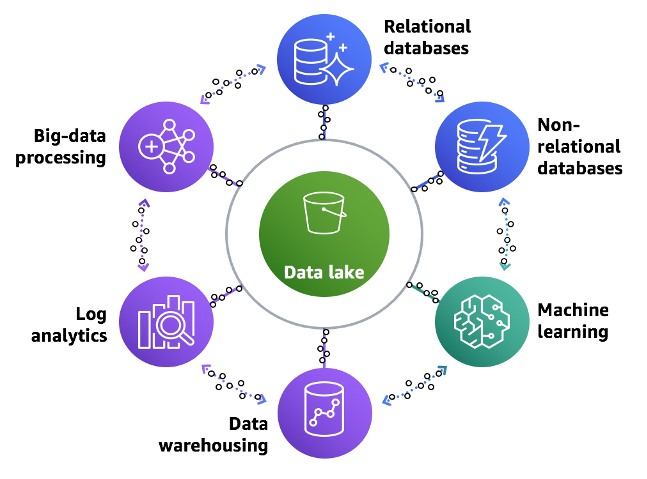 Relational
databases
Non-
relational
databases
Big-data
processing
Data lake
Machine
learning
Log
analytics
Data
warehousing